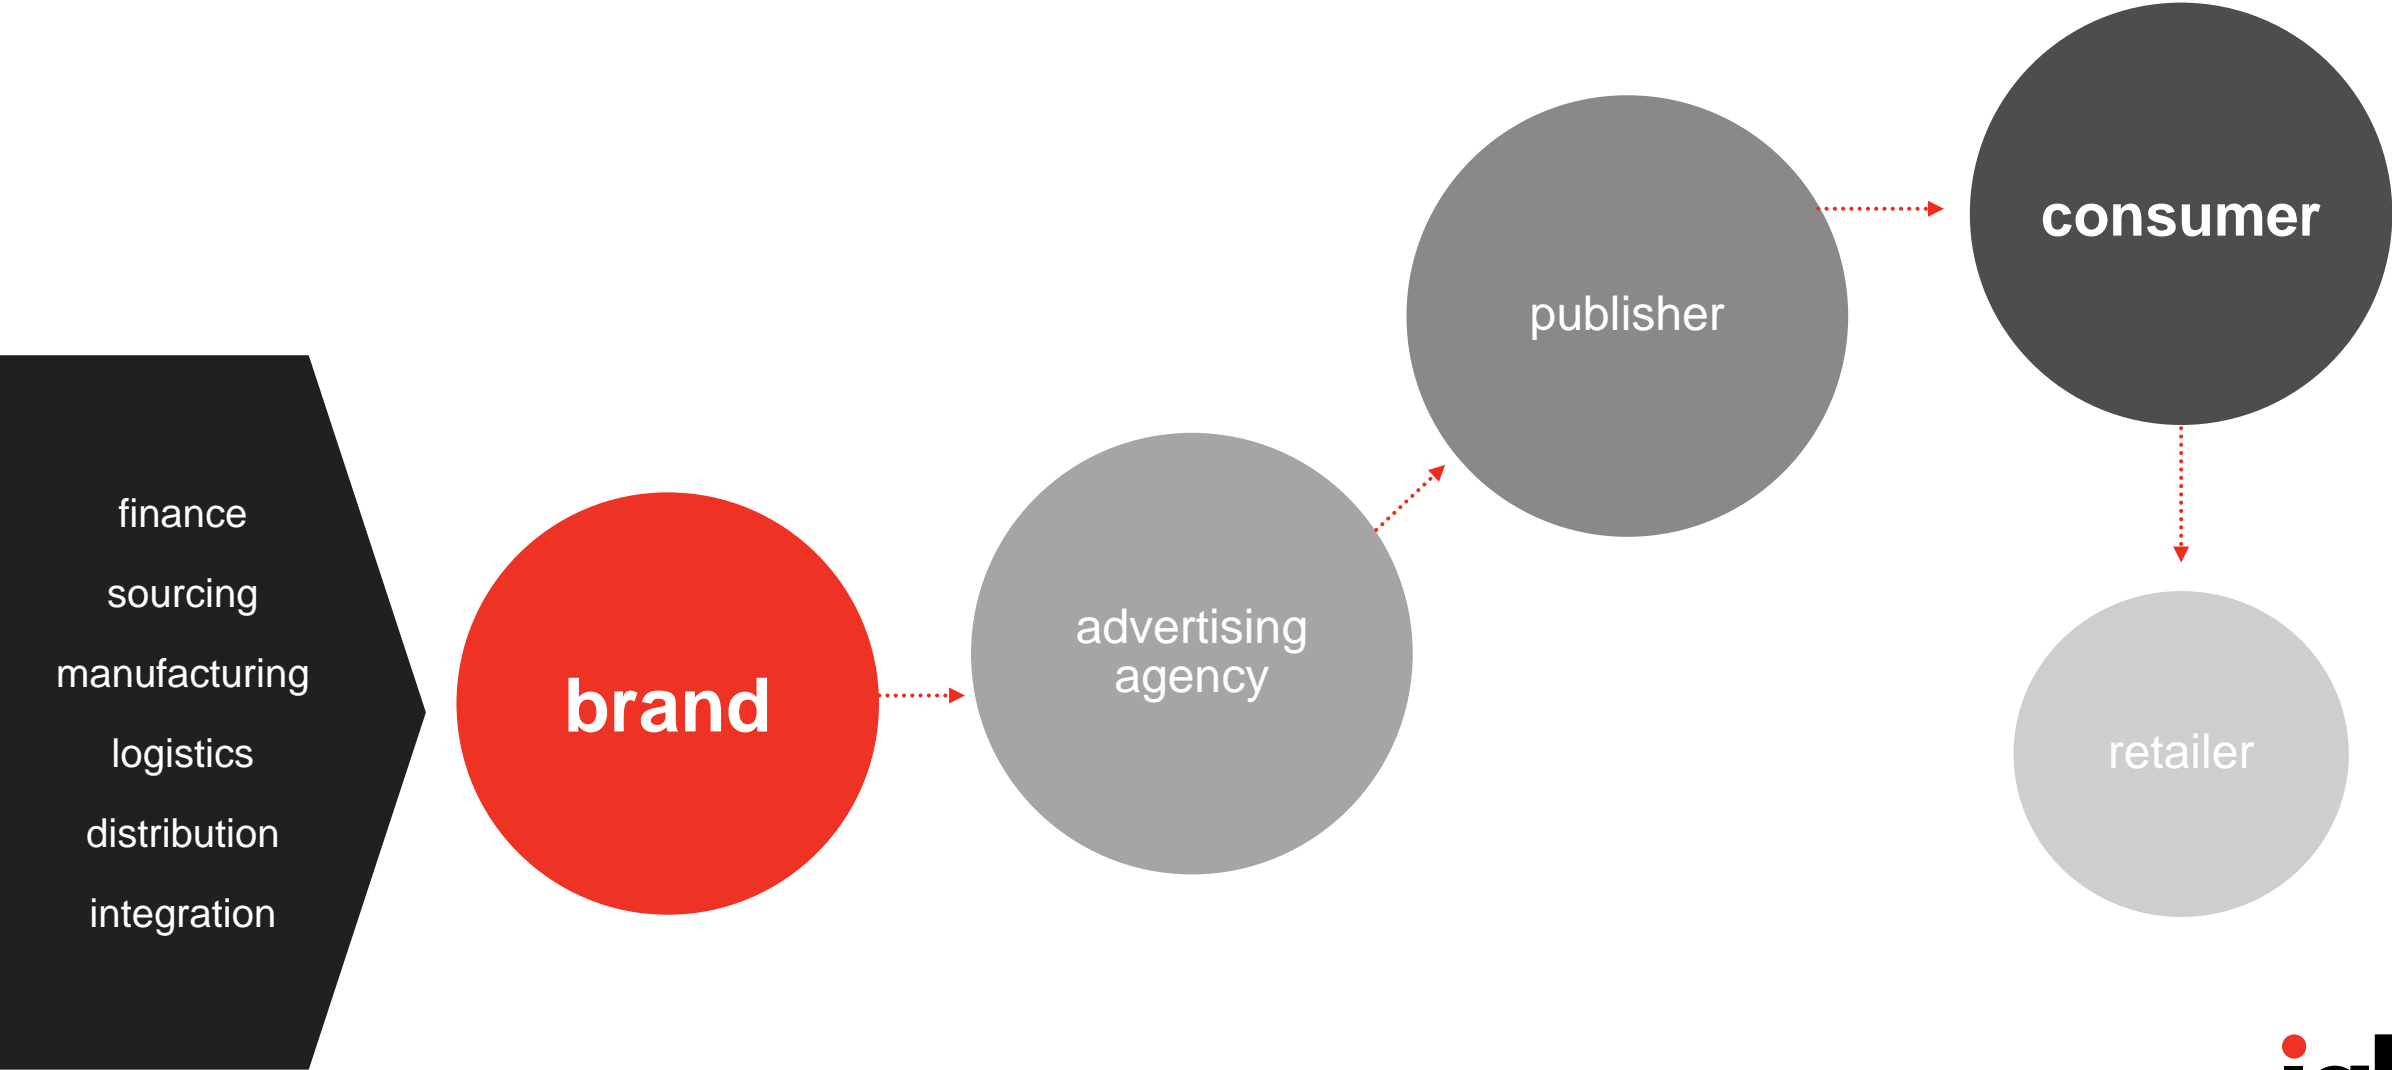 finance
sourcing
manufacturing
logistics
distribution
integration
brand
advertising
agency
publisher
consumer
retailer